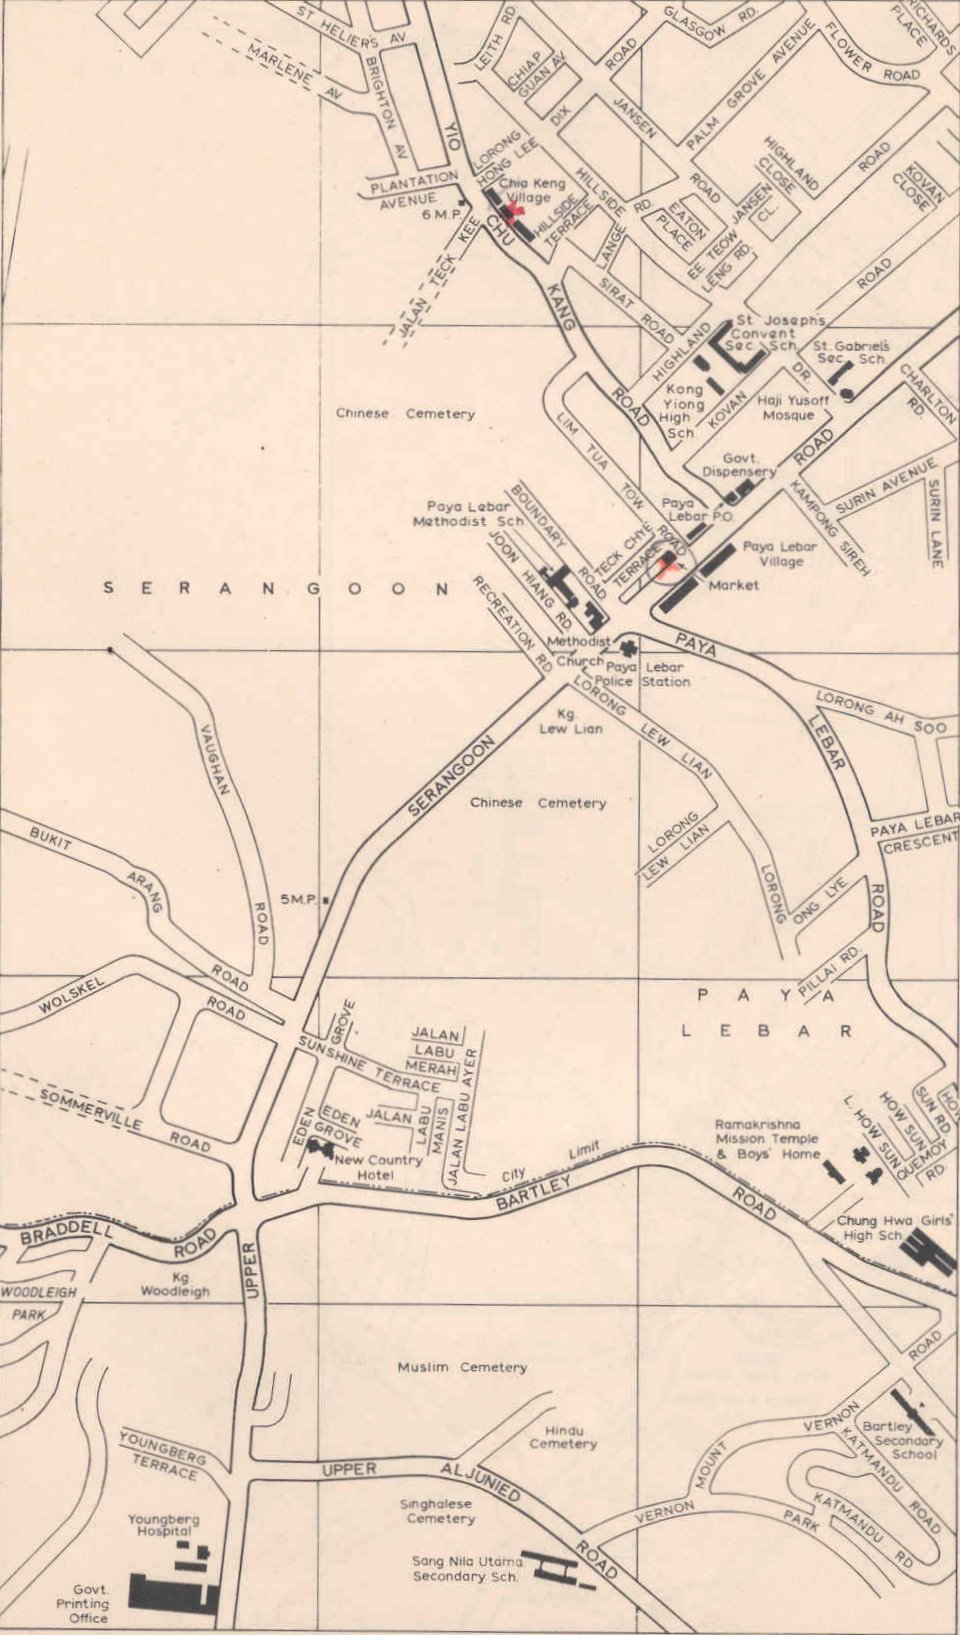 ST HELIER'S AV.
MARLENE AV
BRIGHTON AV
PLANTATION
AVENUE
6 M.P.
YIO CHU KANG ROAD
LEITH RD.
CHIAP
GUAN AV
DIX
ROAD
GLASGOW RD.
FLOWER ROAD
RICHARDS
PLACE
JANSEN ROAD
PALM GROVE AVENUE
LORONG
HONG LEE
Chia Keng
Village
HILLSIDE
TERRACE
HILLSIDE RD.
LANGE
EATON
PLACE
EE TEOW
LENG RD.
JANSEN
CL.
HIGHLAND
CLOSE
HIGHLAND ROAD
KOVAN
CLOSE
KOVAN ROAD
JALAN TECK KEE
SIRAT ROAD
St. Josephs
Convent
Sec. Sch.
St. Gabriel's
Sec. Sch.
DR.
CHARLTON
RD.
Kong
Yiong
High
Sch.
Haji Yusoff
Mosque
Chinese Cemetery
LIM TUA TOW ROAD
Govt.
Dispensery
ROAD
KAMPONG SIREH
SURIN AVENUE
SURIN LANE
Paya
Lebar P.O.
Paya Lebar
Methodist Sch
BOUNDARY ROAD
TECK CHYE
TERRACE
JOON HIANG RD.
RECREATION RD
Paya Lebar
Village
Market
SERANGOON
Methodist
Church
Paya Lebar
Police Station
PAYA LEBAR ROAD
LORONG AH SOO
LORONG LEW LIAN
Kg.
Lew Lian
SERANGOON
VAUGHAN ROAD
Chinese Cemetery
LORONG
LEW LIAN
PAYA LEBAR
CRESCENT
BUKIT ARANG ROAD
5 M.P.
LORONG
ONG LYE
PILLAI RD.
WOLSKEL ROAD
PAYA
LEBAR
GROVE
SUNSHINE TERRACE
JALAN
LABU
MERAH
JALAN LABU AYER
JALAN
LABU
MANIS
SOMMERVILLE ROAD
EDEN
EDEN
GROVE
New Country
Hotel
City Limit
Ramakrishna
Mission Temple
& Boys' Home
L. HOW SUN
HOW SUN
SUN RD.
HOW
QUEMOY
RD.
BARTLEY ROAD
Chung Hwa Girls'
High Sch.
BRADDELL ROAD
UPPER
Kg.
Woodleigh
WOODLEIGH
PARK
Muslim Cemetery
ROAD
Hindu
Cemetery
MOUNT VERNON
Bartley
Secondary
School
KATMANDU ROAD
KATMANDU RD
YOUNGBERG
TERRACE
UPPER ALJUNIED ROAD
VERNON PARK
Singhalese
Cemetery
Youngberg
Hospital
Sang Nila Utama
Secondary Sch.
Govt.
Printing
Office